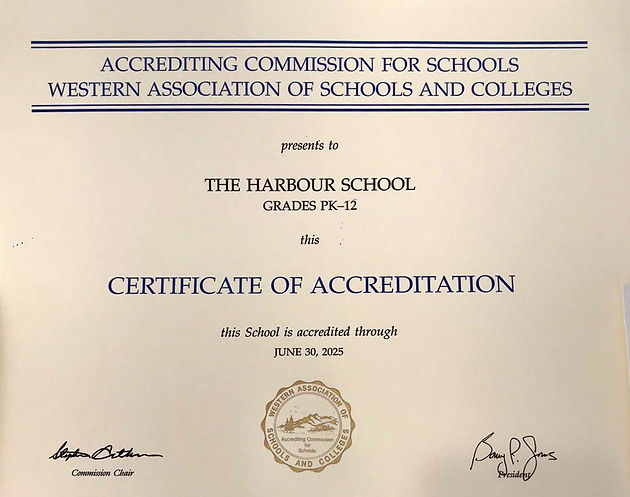 ACCREDITING COMMISSION FOR SCHOOLS
WESTERN ASSOCIATION OF SCHOOLS AND COLLEGES
presents to
THE HARBOUR SCHOOL
GRADES PK–12
this
CERTIFICATE OF ACCREDITATION
this School is accredited through
JUNE 30, 2025
WESTERN ASSOCIATION OF
SCHOOLS AND COLLEGES
Accrediting Commission
for
Schools
Commission Chair
Barry R. Groves
President